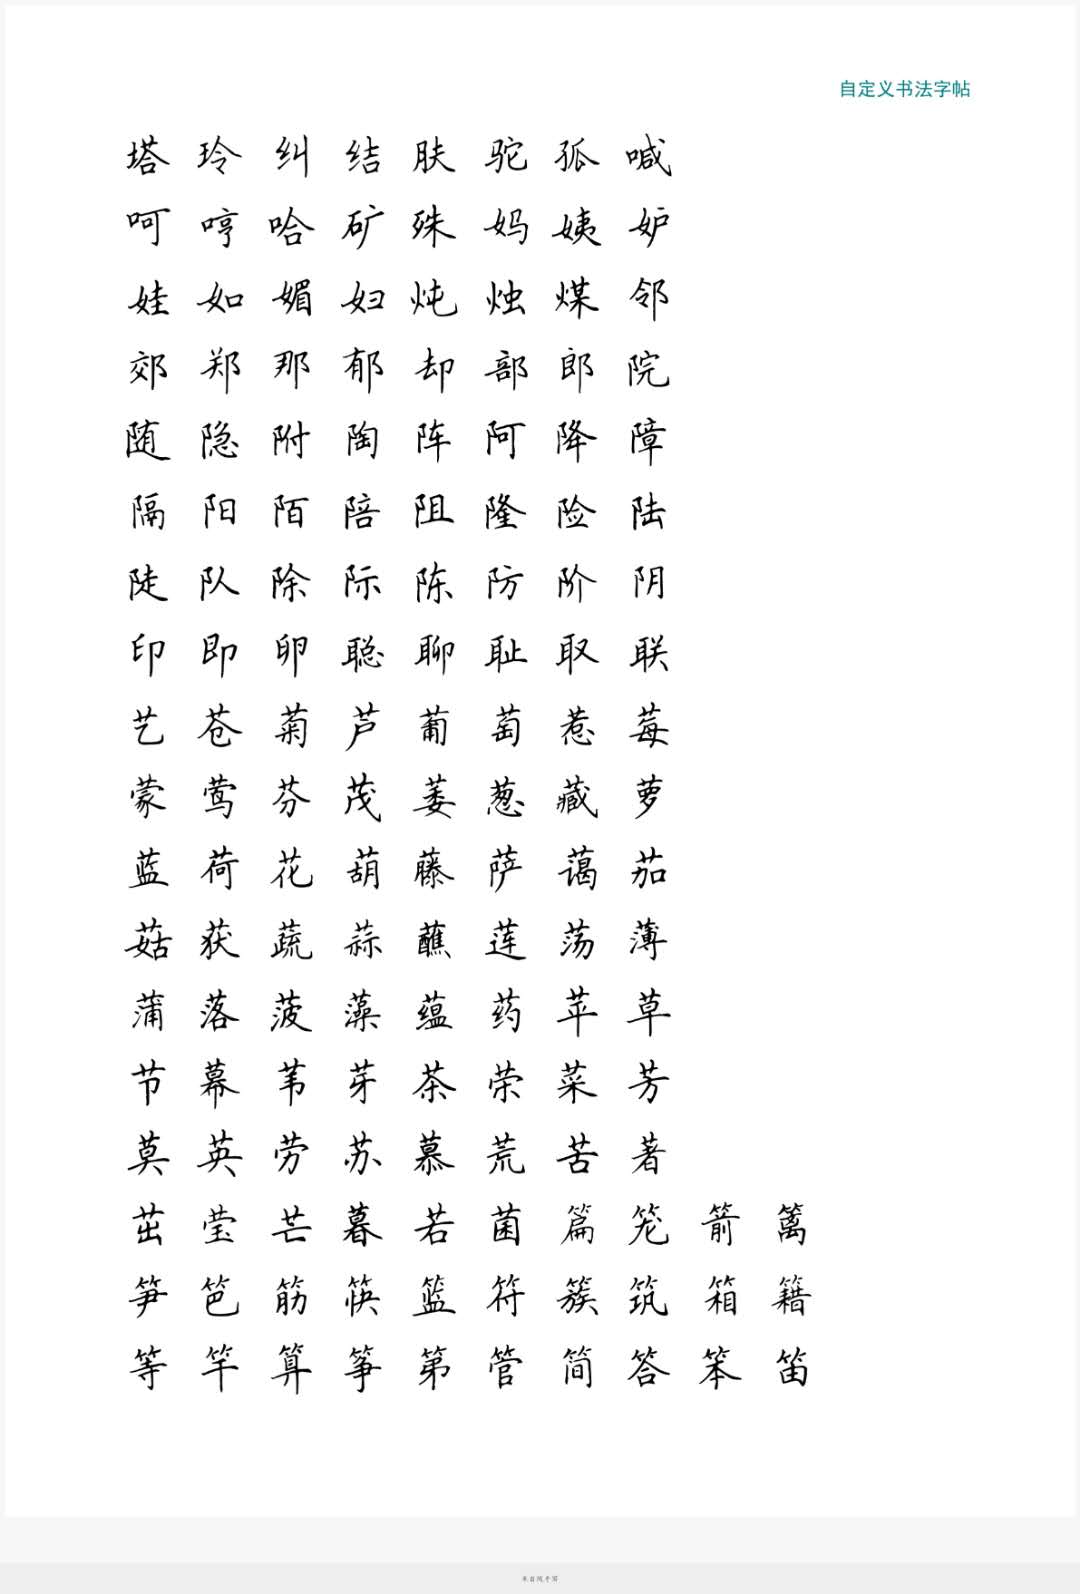 自定义书法字帖
塔 玲 纠 结 肤 驼 孤 喊
呵 哼 哈 矿 殊 妈 姨 妒
娃 如 媚 妇 炖 烛 煤 邻
郊 郑 那 郁 却 部 郎 院
随 隐 附 陶 阵 阿 降 障
隔 阳 陌 陪 阻 隆 险 陆
陡 队 除 际 陈 防 阶 阴
印 即 卵 聪 聊 耻 取 联
艺 苍 菊 芦 葡 萄 惹 莓
蒙 莺 芬 茂 萎 葱 藏 萝
蓝 荷 花 葫 藤 萨 蔼 茄
菇 获 蔬 蒜 蘸 莲 荡 薄
蒲 落 菠 藻 蕴 药 苹 草
节 幕 苇 芽 茶 荣 菜 芳
莫 英 劳 苏 慕 荒 苦 著
茁 莹 芒 暮 若 菌 篇 笼 箭 篱
笋 笆 筋 筷 篮 符 簇 筑 箱 籍
等 竿 算 筝 第 管 简 答 笨 笛
来自随手写